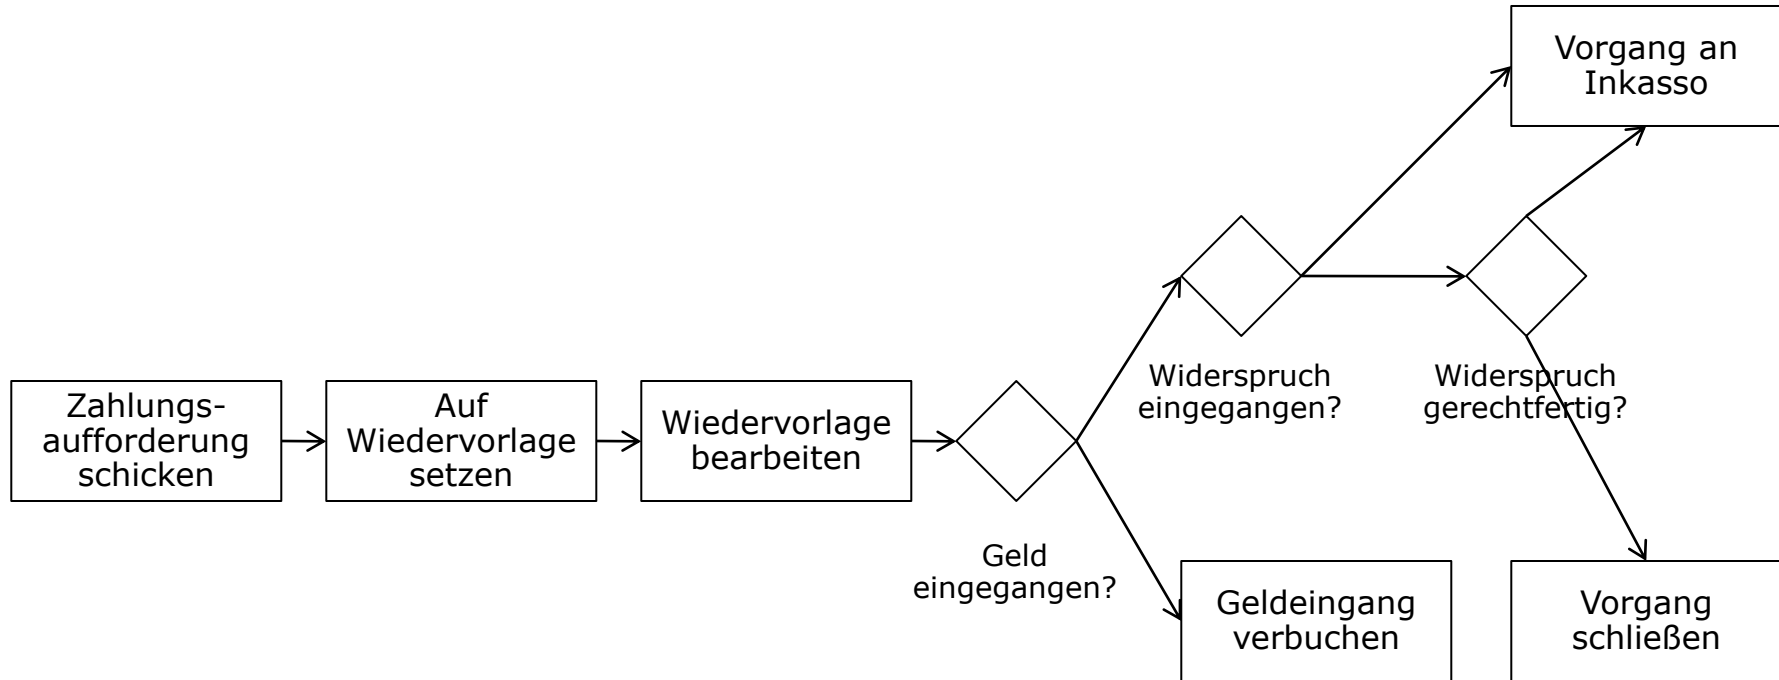 Vorgang an
Inkasso
Widerspruch
eingegangen?
Widerspruch
gerechtfertig?
Zahlungs-
aufforderung
schicken
Auf
Wiedervorlage
setzen
Wiedervorlage
bearbeiten
Geld
eingegangen?
Geldeingang
verbuchen
Vorgang
schließen